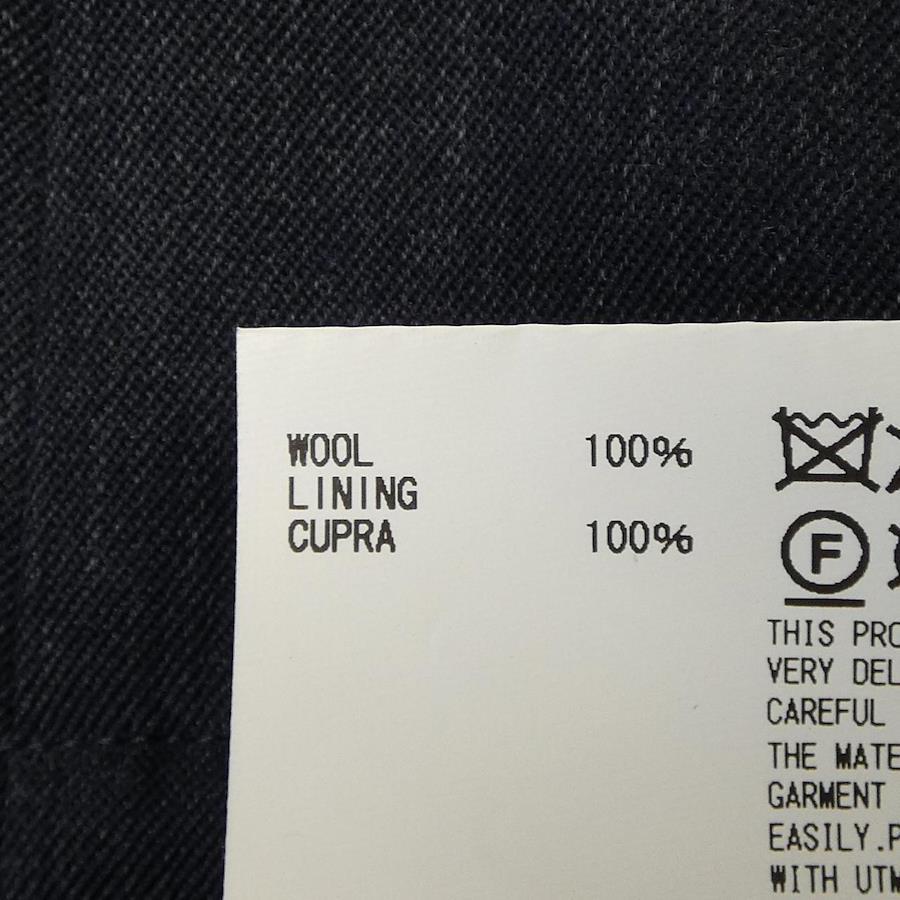 WOOL 100%
LINING
CUPRA 100%
F
THIS PRO
VERY DEL
CAREFUL
THE MATE
GARMENT
EASILY.P
WITH UTM